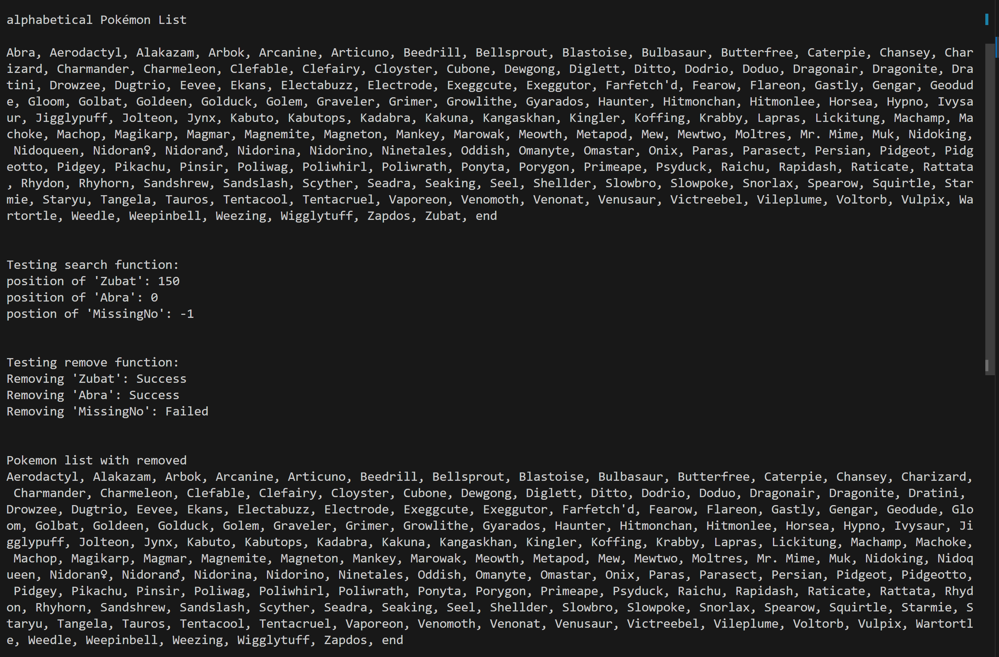 alphabetical Pokémon List
Abra, Aerodactyl, Alakazam, Arbok, Arcanine, Articuno, Beedrill, Bellsprout, Blastoise, Bulbasaur, Butterfree, Caterpie, Chansey, Char
izard, Charmander, Charmeleon, Clefable, Clefairy, Cloyster, Cubone, Dewgong, Diglett, Ditto, Dodrio, Doduo, Dragonair, Dragonite, Dra
tini, Drowzee, Dugtrio, Eevee, Ekans, Electabuzz, Electrode, Exeggcute, Exeggutor, Farfetch'd, Fearow, Flareon, Gastly, Gengar, Geodud
e, Gloom, Golbat, Goldeen, Golduck, Golem, Graveler, Grimer, Growlithe, Gyarados, Haunter, Hitmonchan, Hitmonlee, Horsea, Hypno, Ivysa
ur, Jigglypuff, Jolteon, Jynx, Kabuto, Kabutops, Kadabra, Kakuna, Kangaskhan, Kingler, Koffing, Krabby, Lapras, Lickitung, Machamp, Ma
choke, Machop, Magikarp, Magmar, Magnemite, Magneton, Mankey, Marowak, Meowth, Metapod, Mew, Mewtwo, Moltres, Mr. Mime, Muk, Nidoking,
Nidoqueen, Nidoran♀, Nidoran♂, Nidorina, Nidorino, Ninetales, Oddish, Omanyte, Omastar, Onix, Paras, Parasect, Persian, Pidgeot, Pidg
eotto, Pidgey, Pikachu, Pinsir, Poliwag, Poliwhirl, Poliwrath, Ponyta, Porygon, Primeape, Psyduck, Raichu, Rapidash, Raticate, Rattata
, Rhydon, Rhyhorn, Sandshrew, Sandslash, Scyther, Seadra, Seaking, Seel, Shellder, Slowbro, Slowpoke, Snorlax, Spearow, Squirtle, Star
mie, Staryu, Tangela, Tauros, Tentacool, Tentacruel, Vaporeon, Venomoth, Venonat, Venusaur, Victreebel, Vileplume, Voltorb, Vulpix, Wa
rtortle, Weedle, Weepinbell, Weezing, Wigglytuff, Zapdos, Zubat, end
Testing search function:
position of 'Zubat': 150
position of 'Abra': 0
postion of 'MissingNo': -1
Testing remove function:
Removing 'Zubat': Success
Removing 'Abra': Success
Removing 'MissingNo': Failed
Pokemon list with removed
Aerodactyl, Alakazam, Arbok, Arcanine, Articuno, Beedrill, Bellsprout, Blastoise, Bulbasaur, Butterfree, Caterpie, Chansey, Charizard,
Charmander, Charmeleon, Clefable, Clefairy, Cloyster, Cubone, Dewgong, Diglett, Ditto, Dodrio, Doduo, Dragonair, Dragonite, Dratini,
Drowzee, Dugtrio, Eevee, Ekans, Electabuzz, Electrode, Exeggcute, Exeggutor, Farfetch'd, Fearow, Flareon, Gastly, Gengar, Geodude, Glo
om, Golbat, Goldeen, Golduck, Golem, Graveler, Grimer, Growlithe, Gyarados, Haunter, Hitmonchan, Hitmonlee, Horsea, Hypno, Ivysaur, Ji
gglypuff, Jolteon, Jynx, Kabuto, Kabutops, Kadabra, Kakuna, Kangaskhan, Kingler, Koffing, Krabby, Lapras, Lickitung, Machamp, Machoke,
Machop, Magikarp, Magmar, Magnemite, Magneton, Mankey, Marowak, Meowth, Metapod, Mew, Mewtwo, Moltres, Mr. Mime, Muk, Nidoking, Nidoq
ueen, Nidoran♀, Nidoran♂, Nidorina, Nidorino, Ninetales, Oddish, Omanyte, Omastar, Onix, Paras, Parasect, Persian, Pidgeot, Pidgeotto,
Pidgey, Pikachu, Pinsir, Poliwag, Poliwhirl, Poliwrath, Ponyta, Porygon, Primeape, Psyduck, Raichu, Rapidash, Raticate, Rattata, Rhyd
on, Rhyhorn, Sandshrew, Sandslash, Scyther, Seadra, Seaking, Seel, Shellder, Slowbro, Slowpoke, Snorlax, Spearow, Squirtle, Starmie, S
taryu, Tangela, Tauros, Tentacool, Tentacruel, Vaporeon, Venomoth, Venonat, Venusaur, Victreebel, Vileplume, Voltorb, Vulpix, Wartortl
e, Weedle, Weepinbell, Weezing, Wigglytuff, Zapdos, end